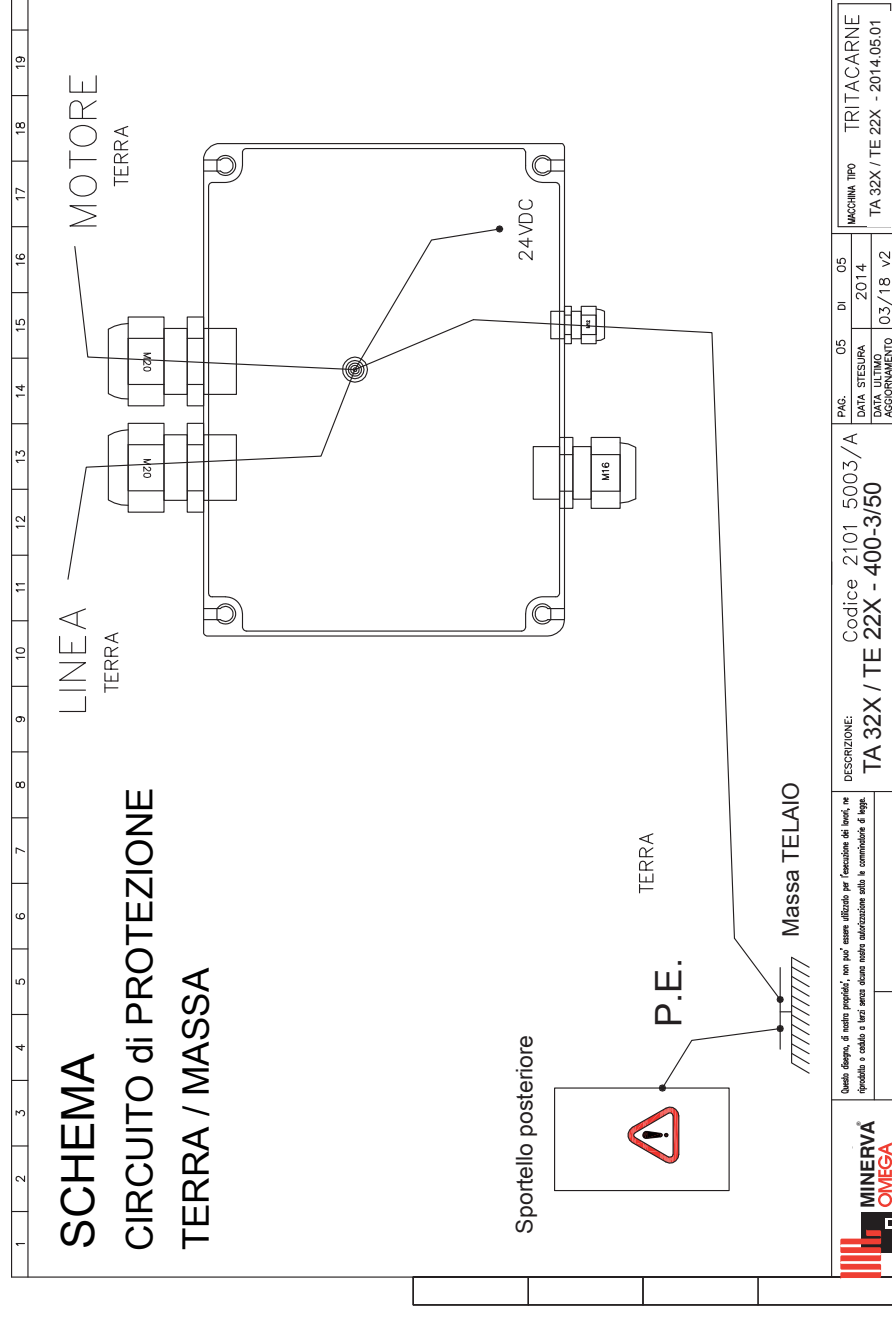 1 2 3 4 5 6 7 8 9 10 11 12 13 14 15 16 17 18 19
SCHEMA
CIRCUITO di PROTEZIONE
TERRA / MASSA
LINEA
TERRA
MOTORE
TERRA
M20
M20
24VDC
M16
M12
Sportello posteriore
P.E.
TERRA
Massa TELAIO
MINERVA®
OMEGA
Questo disegno, di nostra proprieta', non puo' essere utilizzato per l'esecuzione dei lavori, ne
riprodotto o ceduto a terzi senza alcuna nostra autorizzazione sotto le comminatorie di legge.
DESCRIZIONE:
Codice 2101 5003/A
TA 32X / TE 22X - 400-3/50
PAG. 05 DI 05
DATA STESURA 2014
DATA ULTIMO
AGGIORNAMENTO 03/18 v2
MACCHINA TIPO TRITACARNE
TA 32X / TE 22X - 2014.05.01